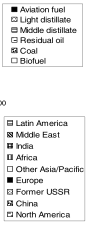 Aviation fuel
Light distillate
Middle distillate
Residual oil
Coal
Biofuel
00
Latin America
Middle East
India
Africa
Other Asia/Pacific
Europe
Former USSR
China
North America